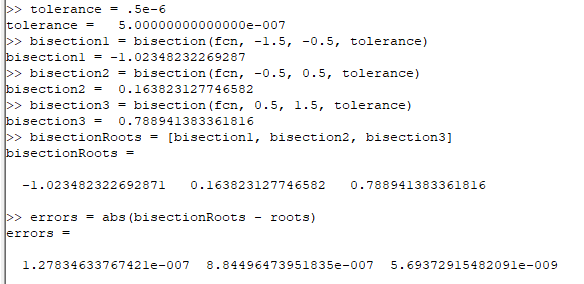 >> tolerance = .5e-6
tolerance =   5.00000000000000e-007
>> bisection1 = bisection(fcn, -1.5, -0.5, tolerance)
bisection1 = -1.02348232269287
>> bisection2 = bisection(fcn, -0.5, 0.5, tolerance)
bisection2 =  0.163823127746582
>> bisection3 = bisection(fcn, 0.5, 1.5, tolerance)
bisection3 =  0.788941383361816
>> bisectionRoots = [bisection1, bisection2, bisection3]
bisectionRoots =
-1.023482322692871   0.163823127746582   0.788941383361816
>> errors = abs(bisectionRoots - roots)
errors =
1.27834633767421e-007  8.84496473951835e-007  5.69372915482091e-009